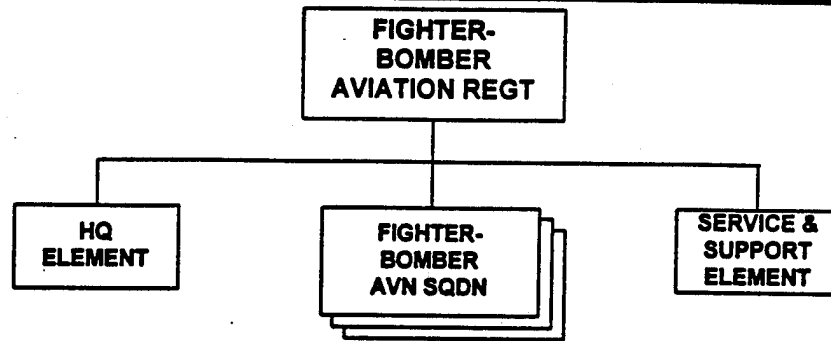 FIGHTER-
BOMBER
AVIATION REGT
HQ
ELEMENT
FIGHTER-
BOMBER
AVN SQDN
SERVICE &
SUPPORT
ELEMENT